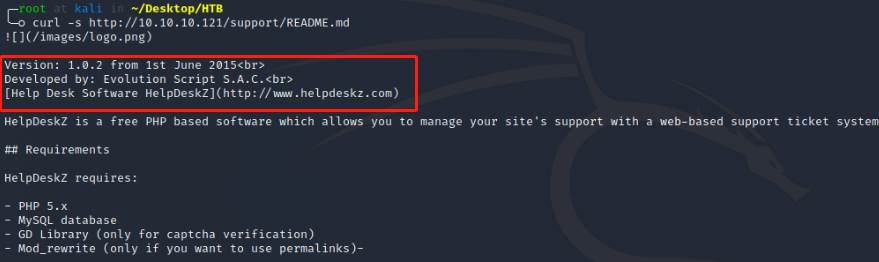 root at kali in ~/Desktop/HTB
o curl -s http://10.10.10.121/support/README.md
![](/images/logo.png)
Version: 1.0.2 from 1st June 2015<br>
Developed by: Evolution Script S.A.C.<br>
[Help Desk Software HelpDeskZ](http://www.helpdeskz.com)
HelpDeskZ is a free PHP based software which allows you to manage your site's support with a web-based support ticket system
## Requirements
HelpDeskZ requires:
- PHP 5.x
- MySQL database
- GD Library (only for captcha verification)
- Mod_rewrite (only if you want to use permalinks)-